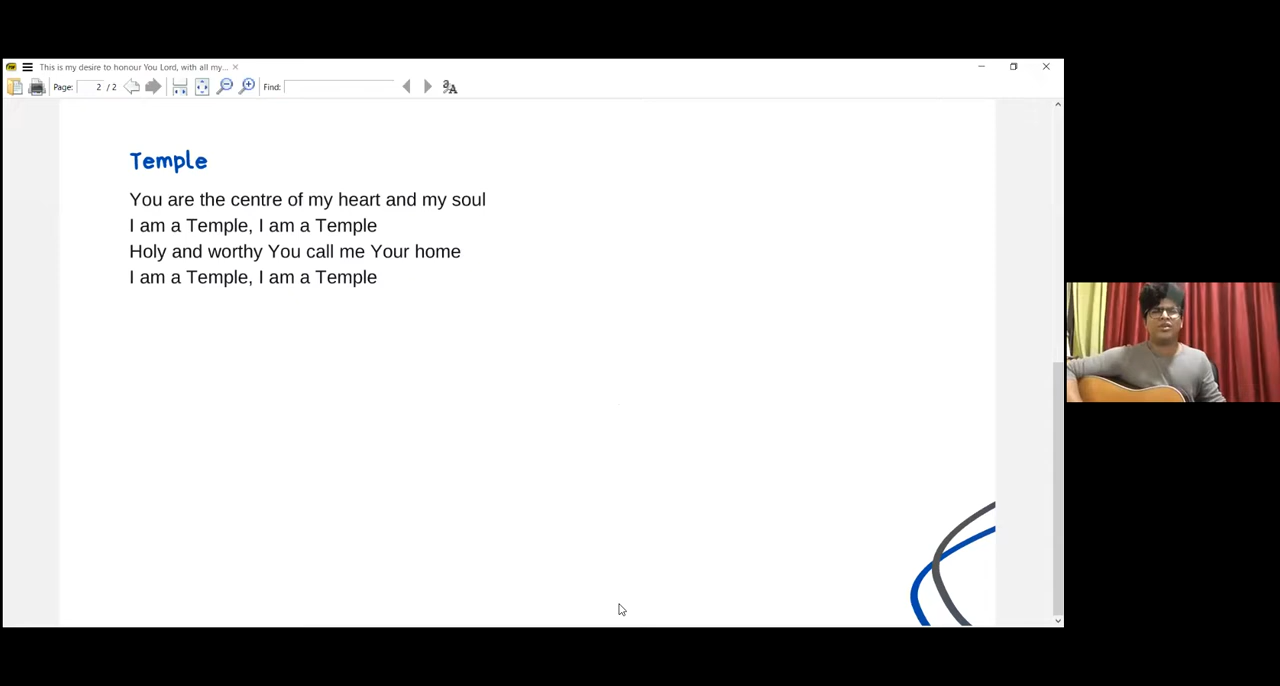 This is my desire to honour You Lord, with all my...
Page: 2 / 2 Find:
Temple
You are the centre of my heart and my soul
I am a Temple, I am a Temple
Holy and worthy You call me Your home
I am a Temple, I am a Temple